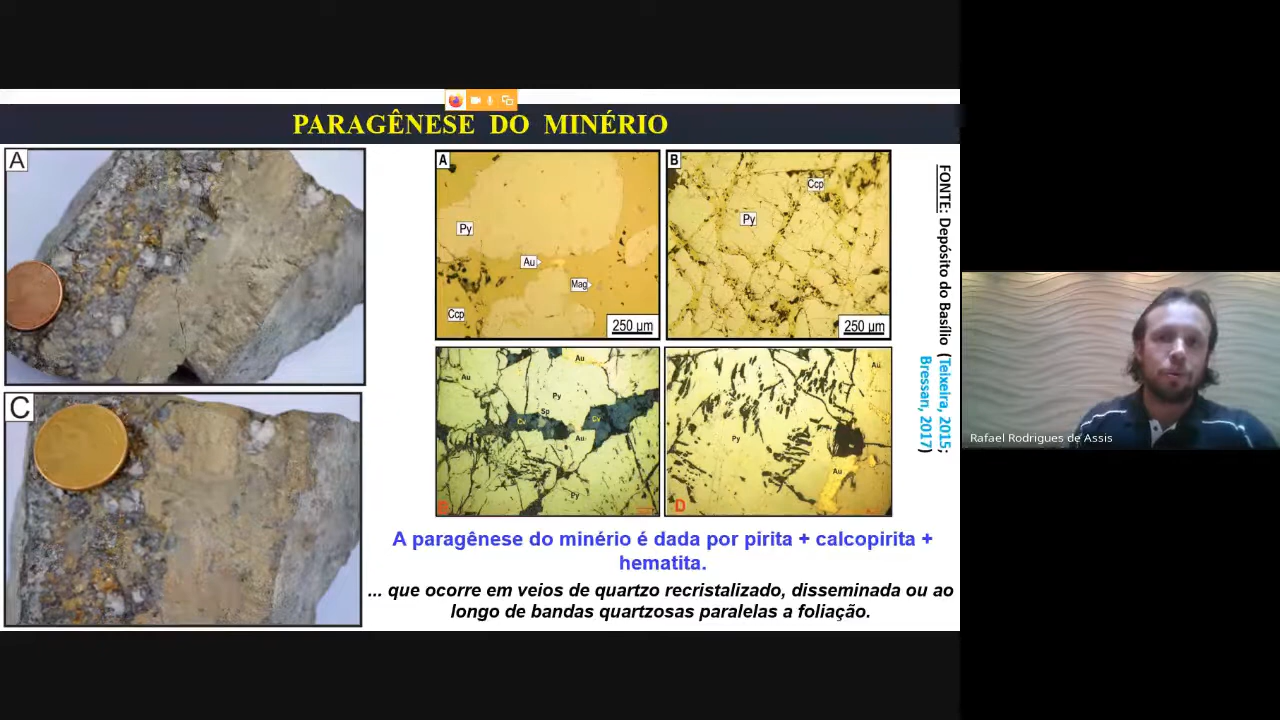 PARAGÊNESE DO MINÉRIO
A
C
A
Py
Au
Mag
Ccp
250 µm
B
Ccp
Py
250 µm
Au
Au
Py
Sp
Cv
Cv
Au
Py
Au
Py
Au
D
FONTE: Depósito do Basílio (Teixeira, 2015;
Bressan, 2017)
A paragênese do minério é dada por pirita + calcopirita +
hematita.
... que ocorre em veios de quartzo recristalizado, disseminada ou ao
longo de bandas quartzosas paralelas a foliação.
Rafael Rodrigues de Assis